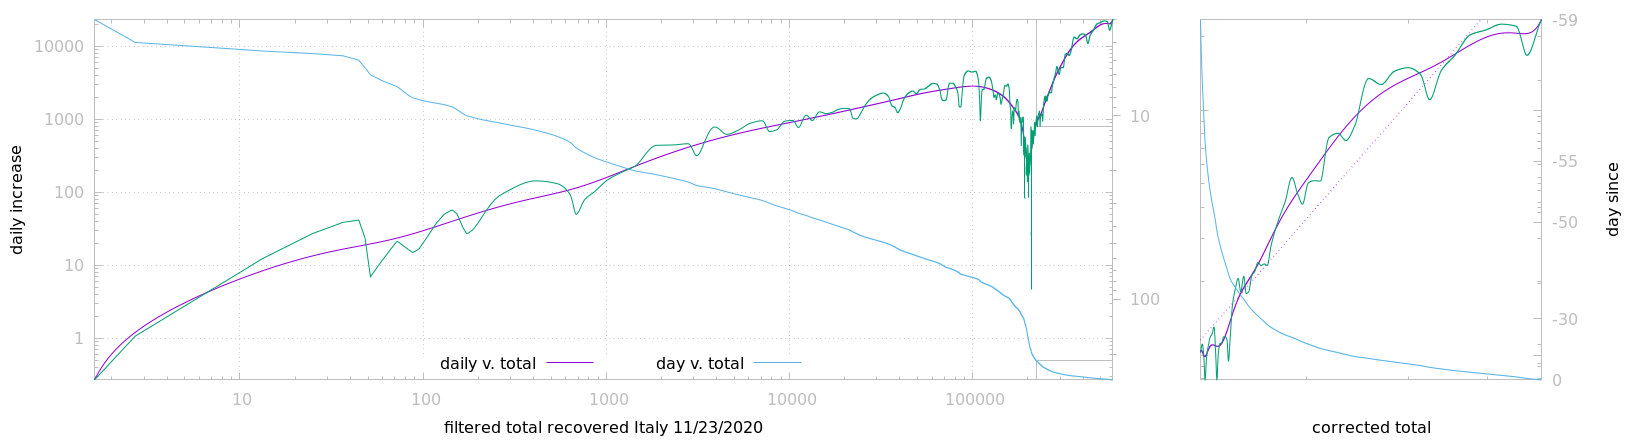 10000
1000
100
10
1
daily increase
daily v. total
day v. total
10
100
1000
10000
100000
filtered total recovered Italy 11/23/2020
10
100
-59
-55
-50
-30
0
day since
corrected total